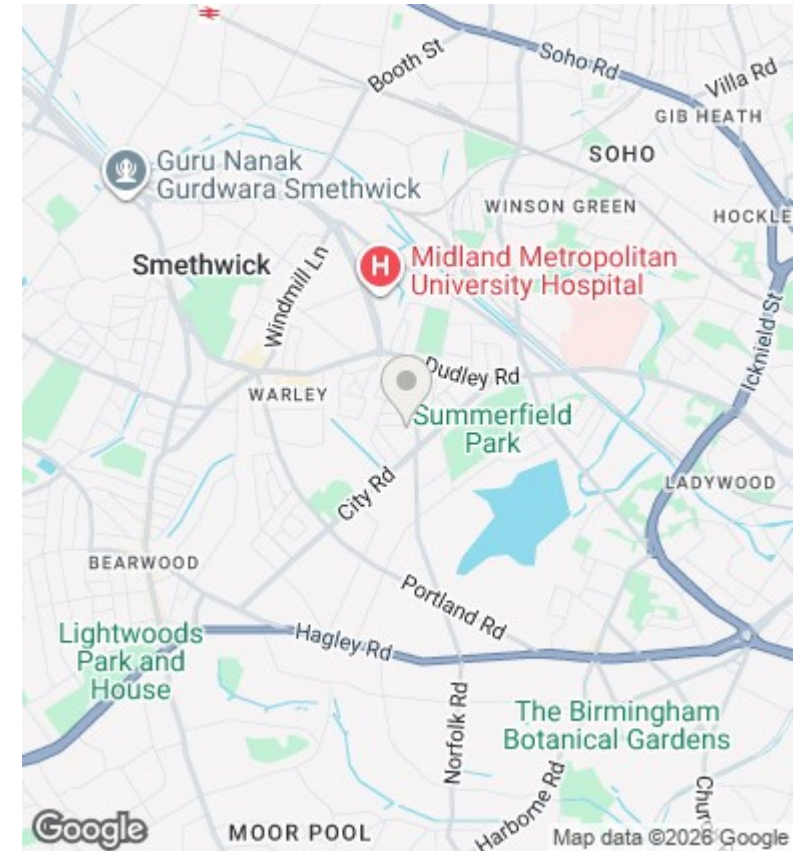 Booth St
Soho Rd
Villa Rd
GIB HEATH
SOHO
Guru Nanak
Gurdwara Smethwick
WINSON GREEN
HOCKLE
Smethwick
Windmill Ln
H
Midland Metropolitan
University Hospital
Icknield St
Dudley Rd
WARLEY
Summerfield
Park
City Rd
LADYWOOD
BEARWOOD
Portland Rd
Lightwoods
Park and
House
Hagley Rd
Norfolk Rd
The Birmingham
Botanical Gardens
Harborne Rd
Churc
Google
MOOR POOL
Map data ©2026 Google